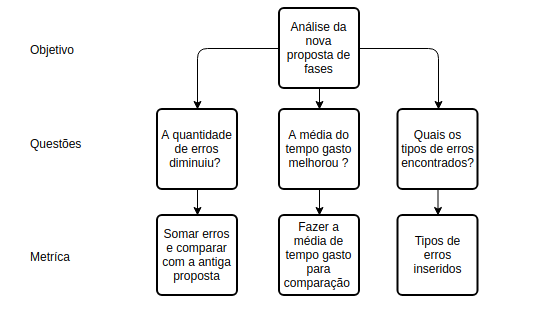 Análise da
nova
proposta de
fases
Objetivo
A quantidade
de erros
diminuiu?
A média do
tempo gasto
melhorou ?
Quais os
tipos de erros
encontrados?
Questões
Somar erros
e comparar
com a antiga
proposta
Fazer a
média de
tempo gasto
para
comparação
Tipos de
erros
inseridos
Metríca